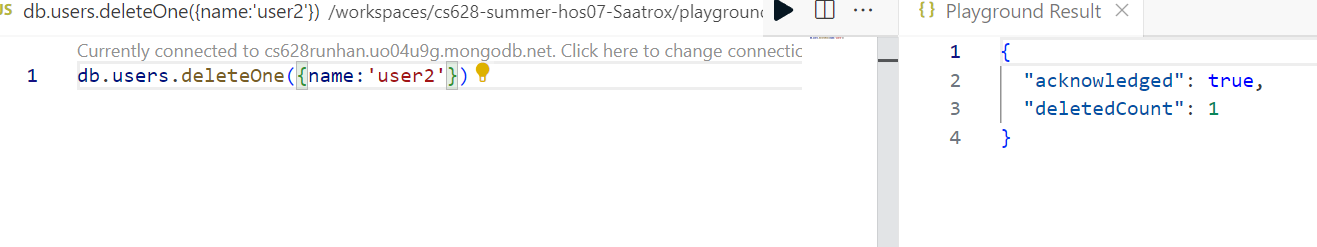 JS db.users.deleteOne({name:'user2'}) /workspaces/cs628-summer-hos07-Saatrox/playground
Currently connected to cs628runhan.uo04u9g.mongodb.net. Click here to change connectic
1 db.users.deleteOne({name:'user2'})
{} Playground Result
1 {
2 "acknowledged": true,
3 "deletedCount": 1
4 }